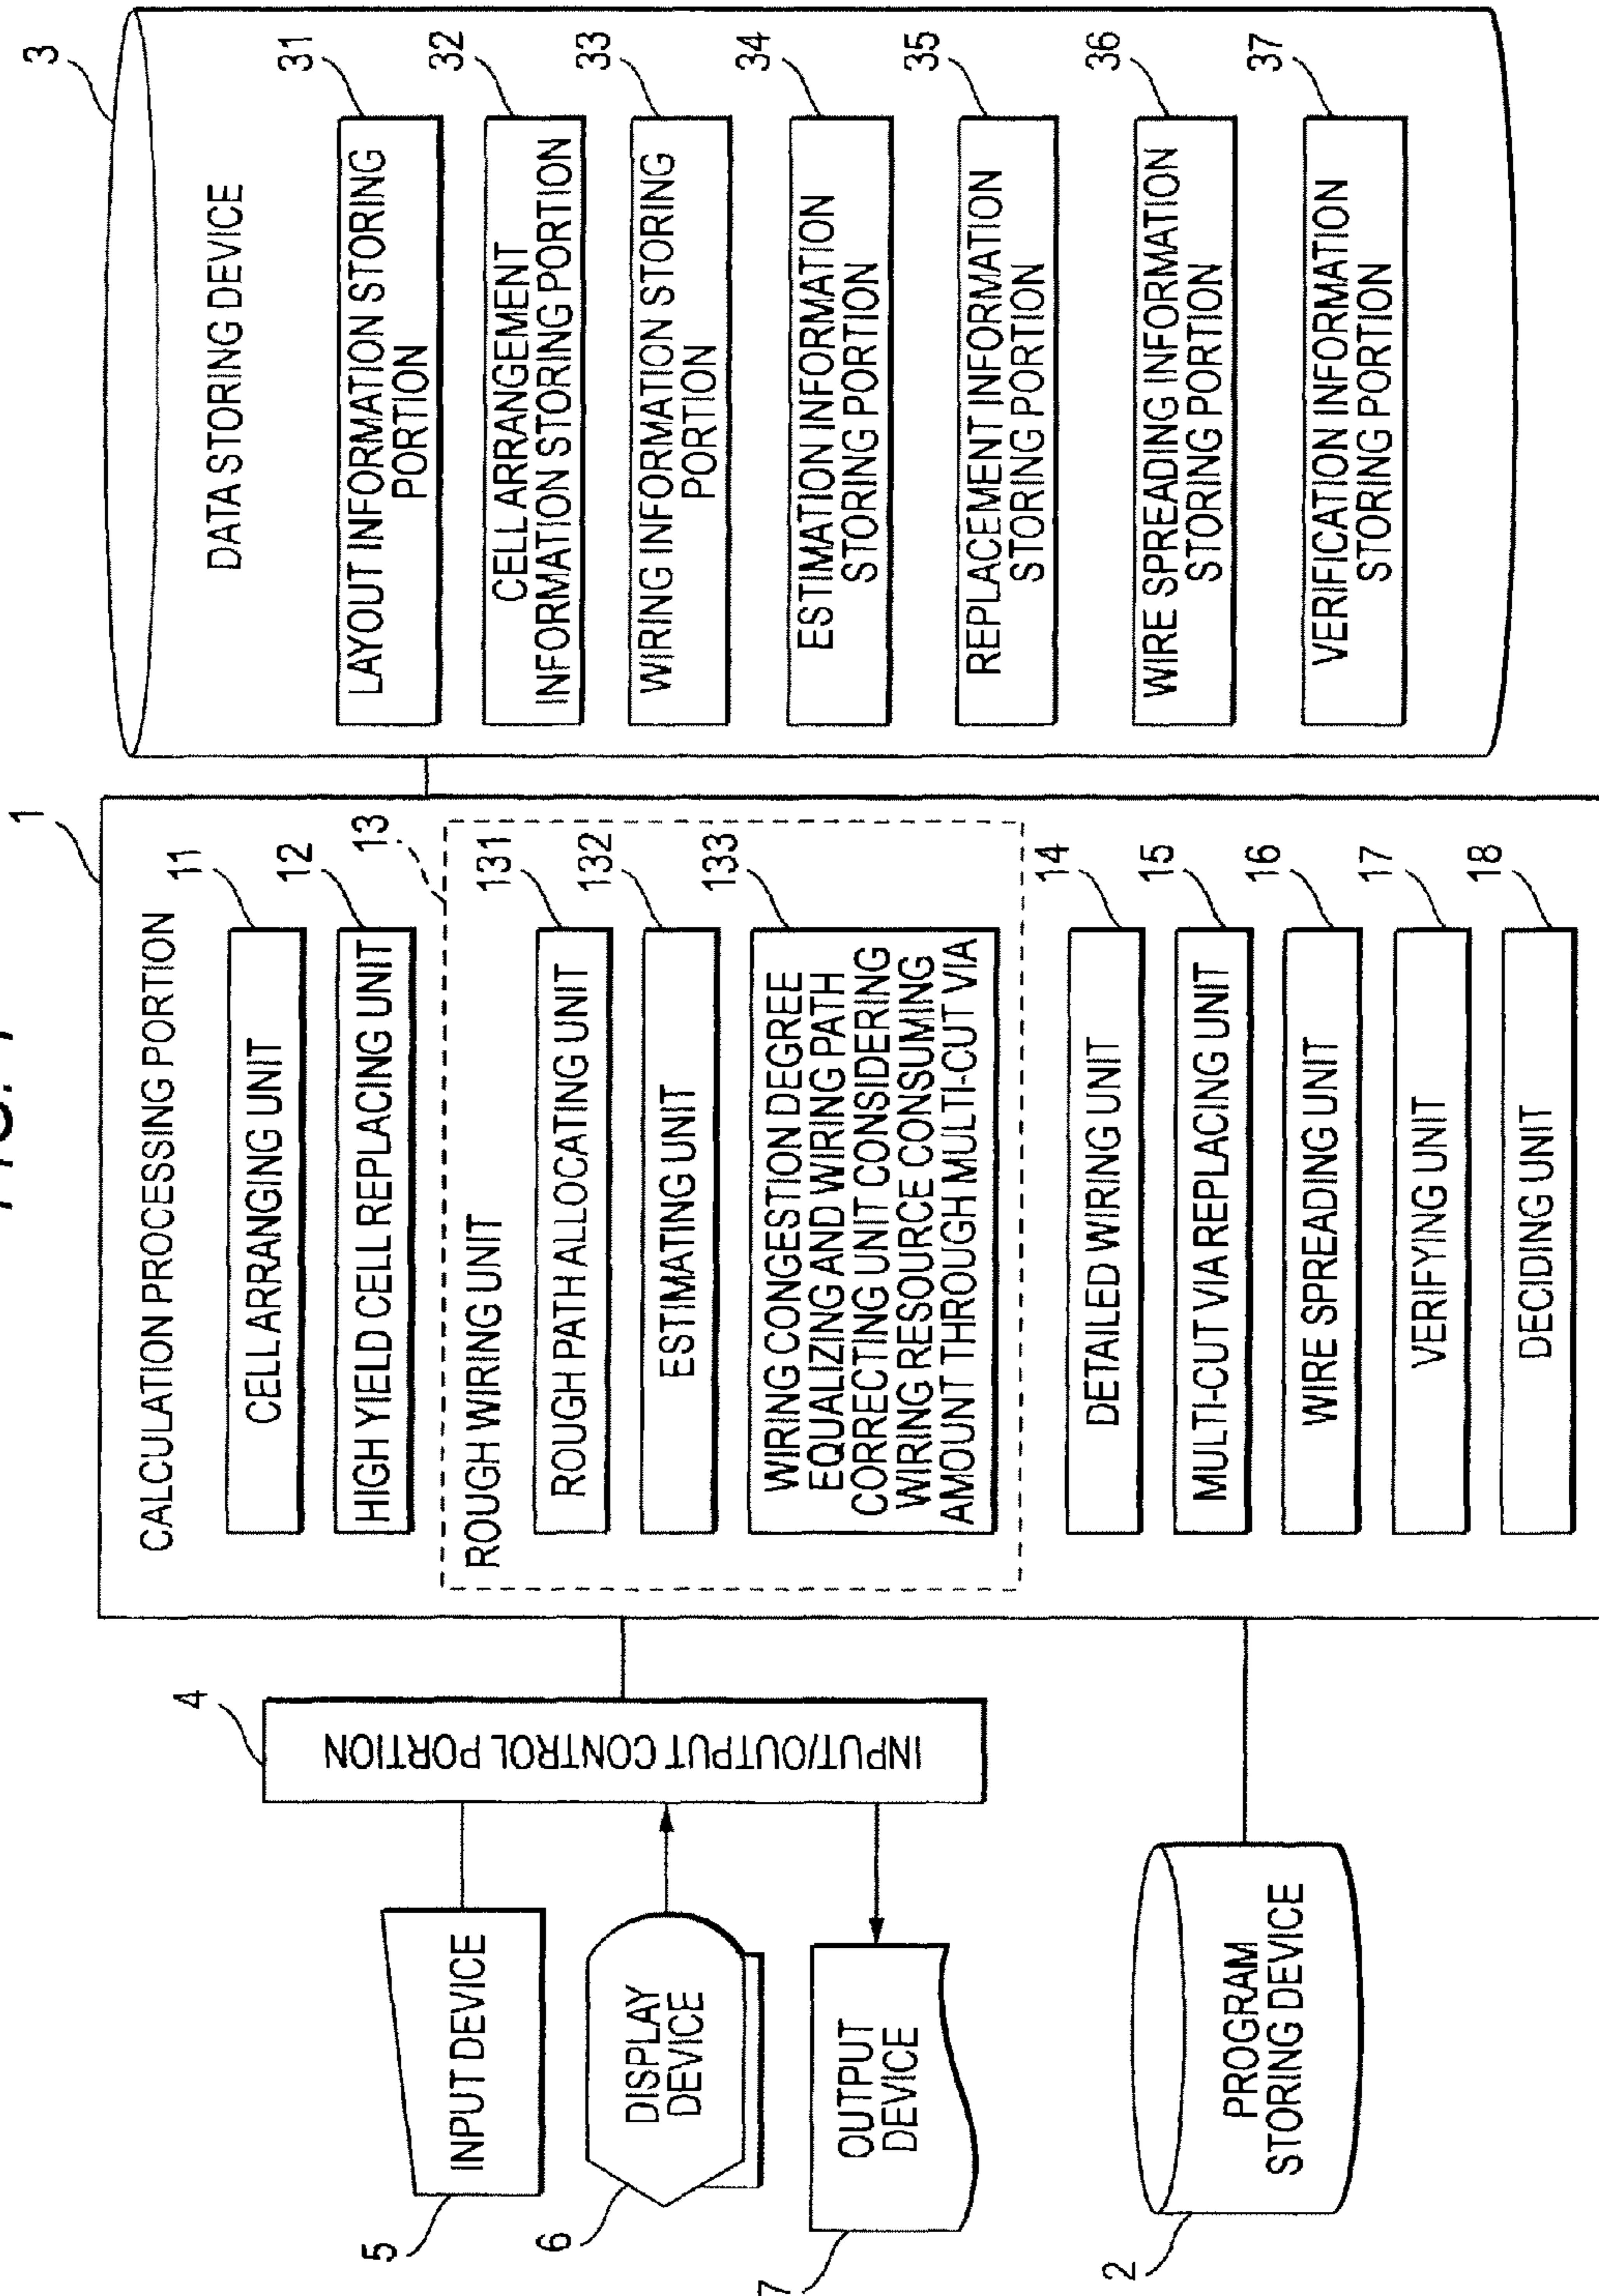 5
INPUT DEVICE
6
DISPLAY
DEVICE
7
OUTPUT
DEVICE
2
PROGRAM
STORING DEVICE
4
INPUT/OUTPUT CONTROL PORTION
1
CALCULATION PROCESSING PORTION
11
CELL ARRANGING UNIT
12
HIGH YIELD CELL REPLACING UNIT
13
ROUGH WIRING UNIT
131
ROUGH PATH ALLOCATING UNIT
132
ESTIMATING UNIT
133
WIRING CONGESTION DEGREE
EQUALIZING AND WIRING PATH
CORRECTING UNIT CONSIDERING
WIRING RESOURCE CONSUMING
AMOUNT THROUGH MULTI-CUT VIA
14
DETAILED WIRING UNIT
15
MULTI-CUT VIA REPLACING UNIT
16
WIRE SPREADING UNIT
17
VERIFYING UNIT
18
DECIDING UNIT
3
DATA STORING DEVICE
31
LAYOUT INFORMATION STORING
PORTION
32
CELL ARRANGEMENT
INFORMATION STORING PORTION
33
WIRING INFORMATION STORING
PORTION
34
ESTIMATION INFORMATION
STORING PORTION
35
REPLACEMENT INFORMATION
STORING PORTION
36
WIRE SPREADING INFORMATION
STORING PORTION
37
VERIFICATION INFORMATION
STORING PORTION